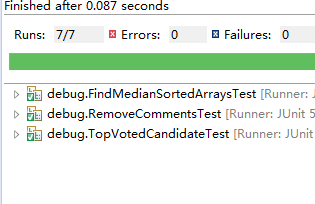 Finished after 0.087 seconds
Runs: 7/7 Errors: 0 Failures: 0
debug.FindMedianSortedArraysTest [Runner: J
debug.RemoveCommentsTest [Runner: JUnit 5
debug.TopVotedCandidateTest [Runner: JUnit